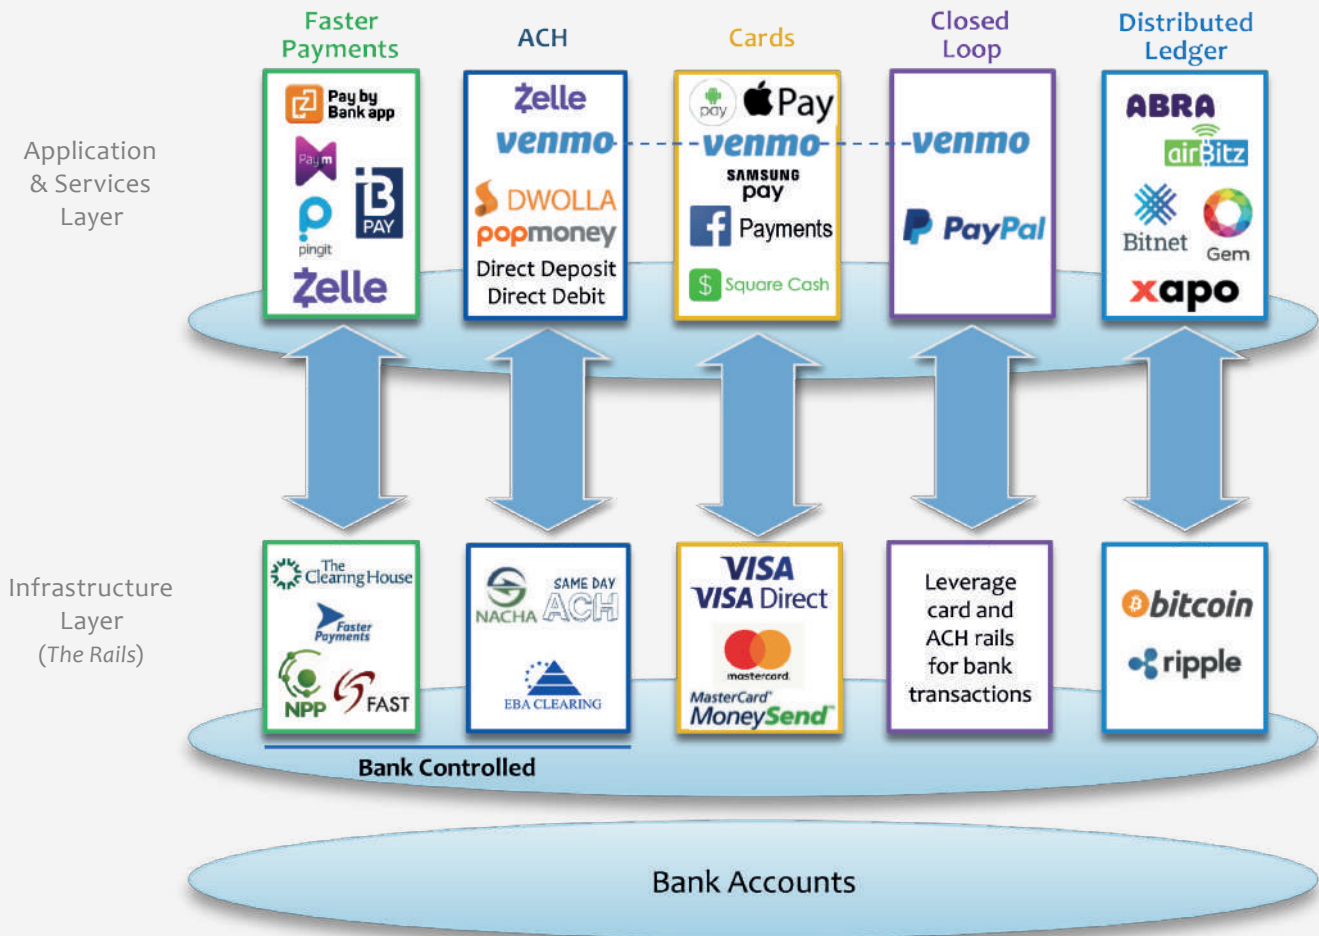 Faster
Payments
ACH
Cards
Closed
Loop
Distributed
Ledger
Application
& Services
Layer
Pay by
Bank app
Paym
iB
PAY
pingit
Zelle
Zelle
venmo
DWOLLA
popmoney
Direct Deposit
Direct Debit
pay
Pay
venmo
SAMSUNG
pay
f Payments
$ Square Cash
venmo
PayPal
ABRA
airBitz
Bitnet
Gem
xapo
Infrastructure
Layer
(The Rails)
The
Clearing House
Faster
Payments
NPP
FAST
NACHA
SAME DAY
ACH
EBA CLEARING
VISA
VISA Direct
mastercard.
MasterCard
MoneySend
Leverage
card and
ACH rails
for bank
transactions
bitcoin
ripple
Bank Controlled
Bank Accounts